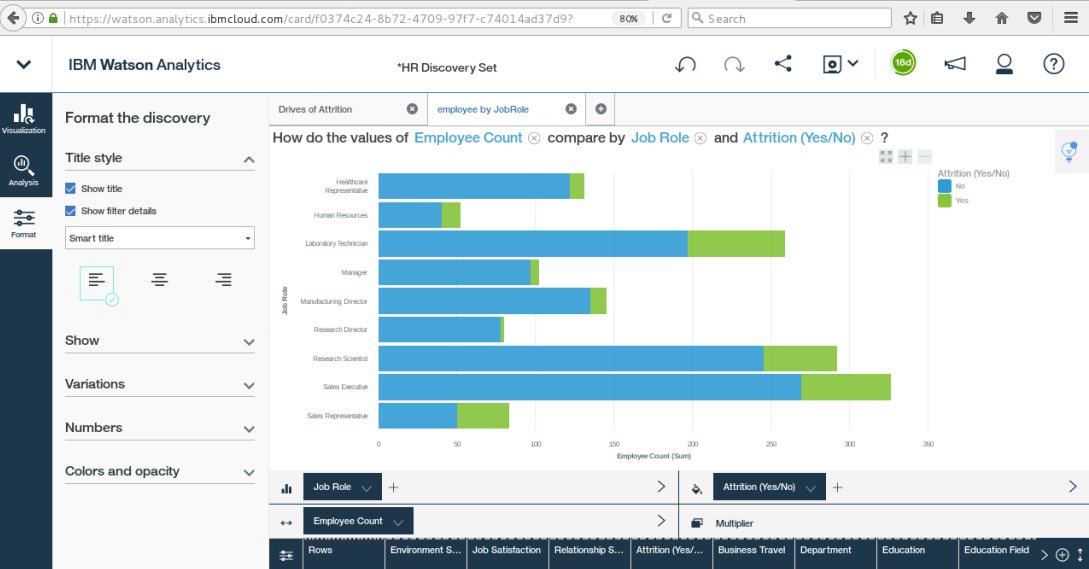 https://watson.analytics.ibmcloud.com/card/f0374c24-8b72-4709-97f7-c74014ad37d9?
80%
Search
IBM Watson Analytics
*HR Discovery Set
18d
?
Visualization
Analysis
Format
Format the discovery
Title style
Show title
Show filter details
Smart title
Show
Variations
Numbers
Colors and opacity
Drives of Attrition
employee by JobRole
How do the values of Employee Count compare by Job Role and Attrition (Yes/No) ?
Attrition (Yes/No)
No
Yes
Job Role
Healthcare
Representative
Human Resources
Laboratory Technician
Manager
Manufacturing Director
Research Director
Research Scientist
Sales Executive
Sales Representative
0 50 100 150 200 250 300 350
Employee Count (Sum)
Job Role
Attrition (Yes/No)
Employee Count
Multiplier
Rows Environment S... Job Satisfaction Relationship S... Attrition (Yes/... Business Travel Department Education Education Field